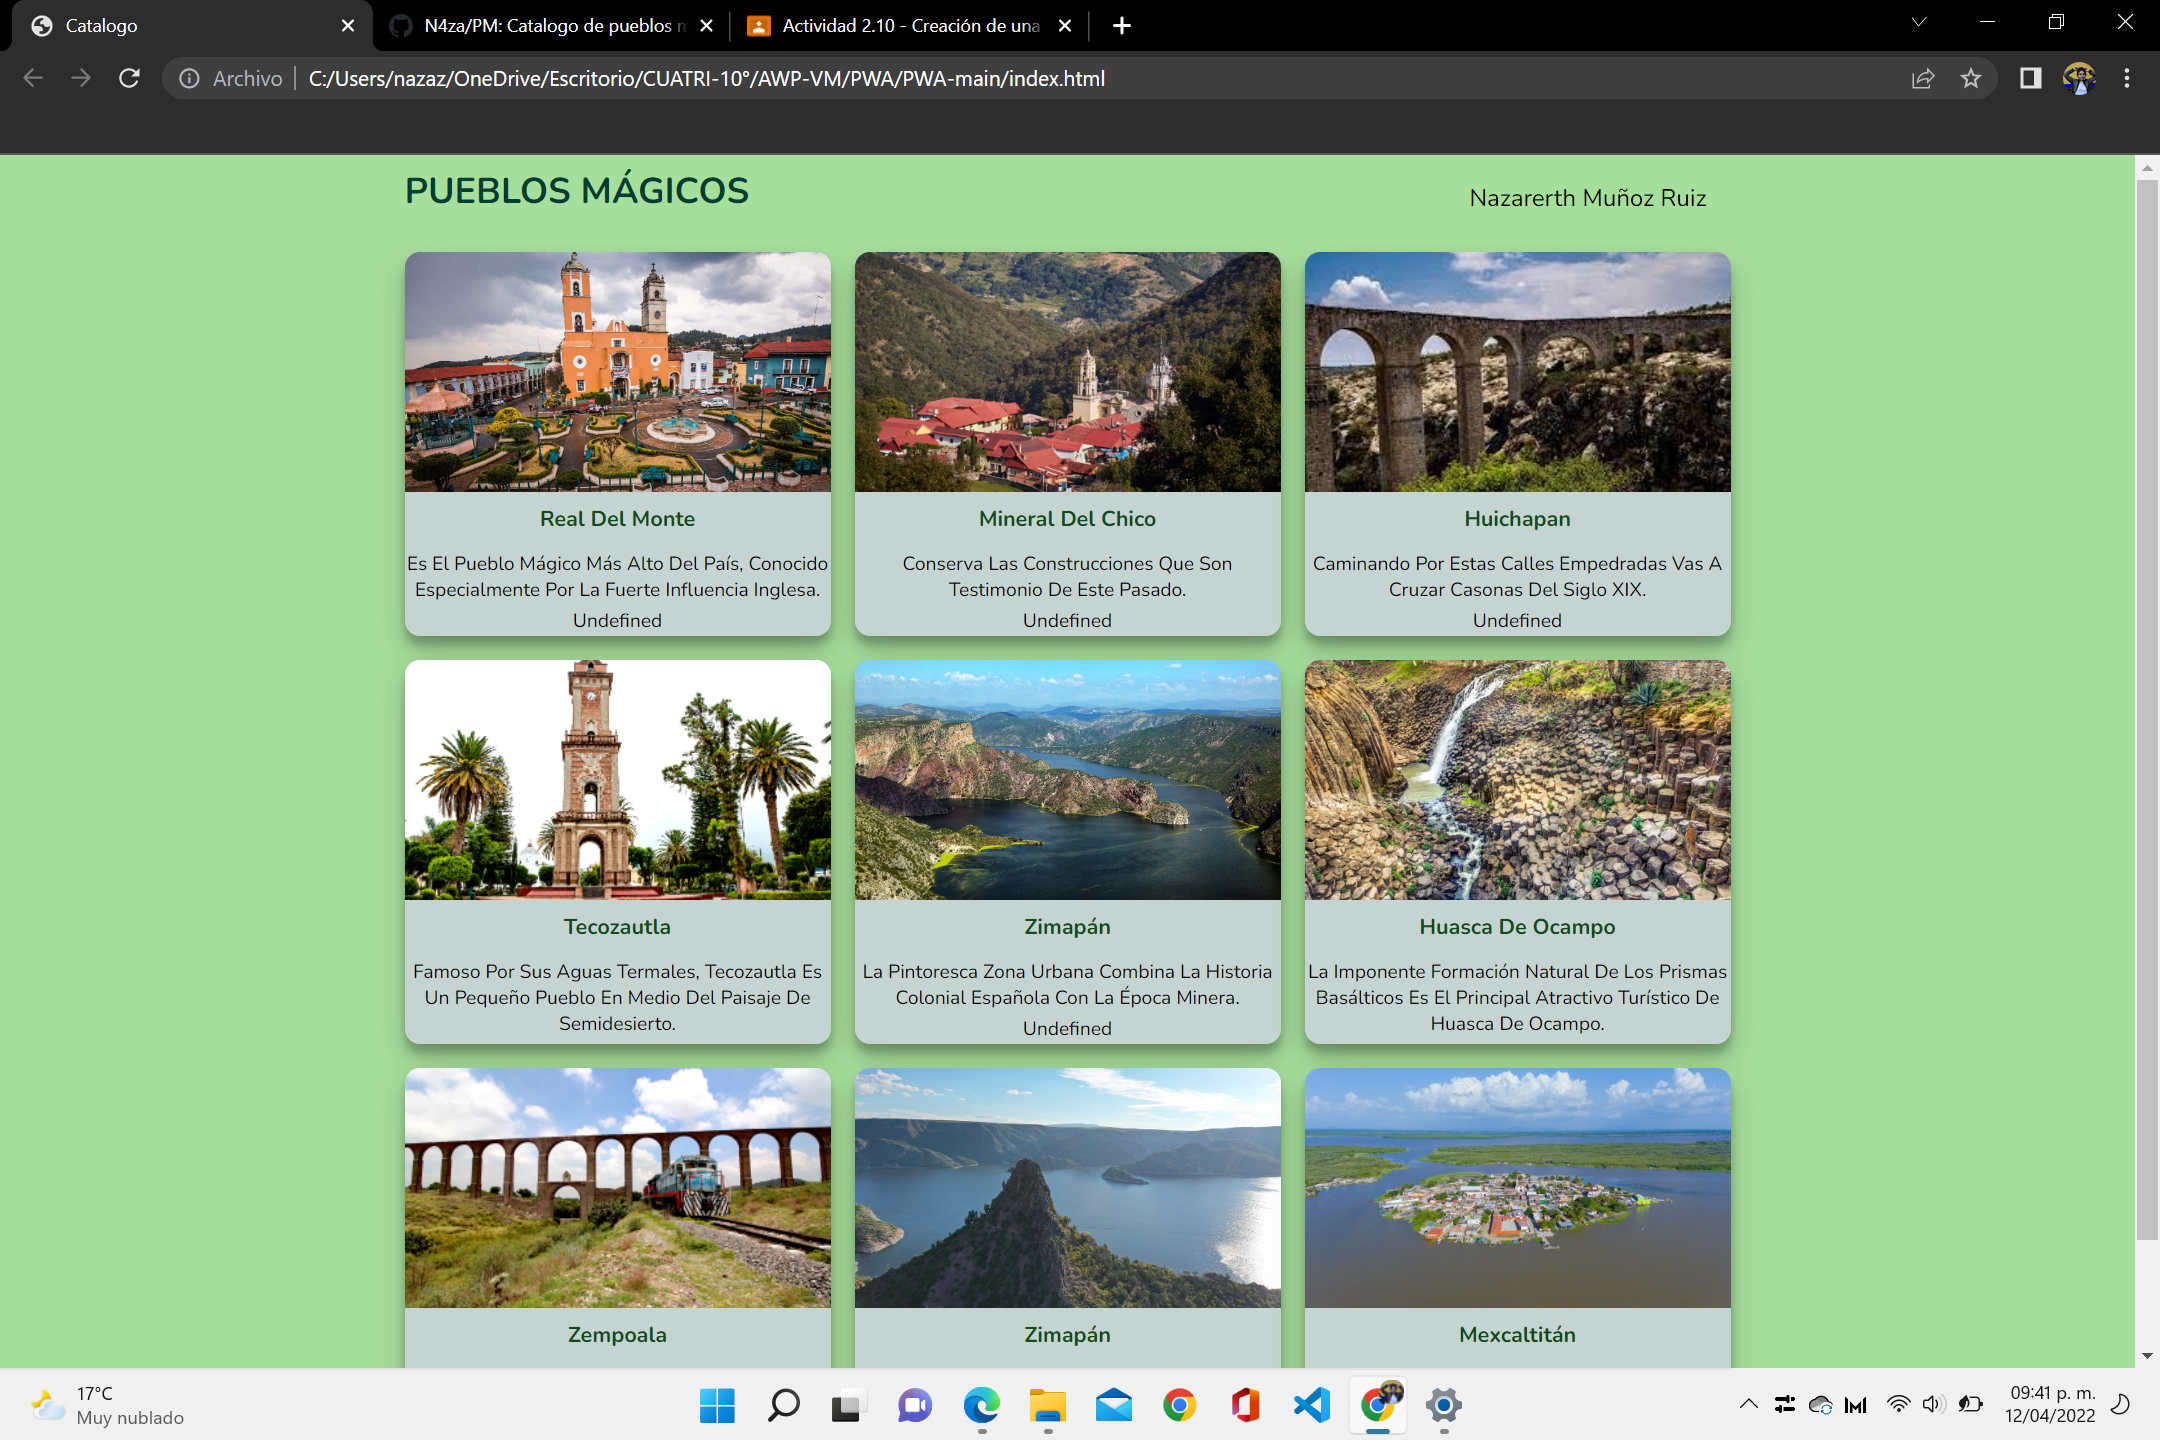 Catalogo
N4za/PM: Catalogo de pueblos m
Actividad 2.10 - Creación de una
Archivo
C:/Users/nazaz/OneDrive/Escritorio/CUATRI-10°/AWP-VM/PWA/PWA-main/index.html
PUEBLOS MÁGICOS
Nazarerth Muñoz Ruiz
Real Del Monte
Es El Pueblo Mágico Más Alto Del País, Conocido
Especialmente Por La Fuerte Influencia Inglesa.
Undefined
Mineral Del Chico
Conserva Las Construcciones Que Son
Testimonio De Este Pasado.
Undefined
Huichapan
Caminando Por Estas Calles Empedradas Vas A
Cruzar Casonas Del Siglo XIX.
Undefined
Tecozautla
Famoso Por Sus Aguas Termales, Tecozautla Es
Un Pequeño Pueblo En Medio Del Paisaje De
Semidesierto.
Zimapán
La Pintoresca Zona Urbana Combina La Historia
Colonial Española Con La Época Minera.
Undefined
Huasca De Ocampo
La Imponente Formación Natural De Los Prismas
Basálticos Es El Principal Atractivo Turístico De
Huasca De Ocampo.
Zempoala
Zimapán
Mexcaltitán
17°C
Muy nublado
09:41 p. m.
12/04/2022